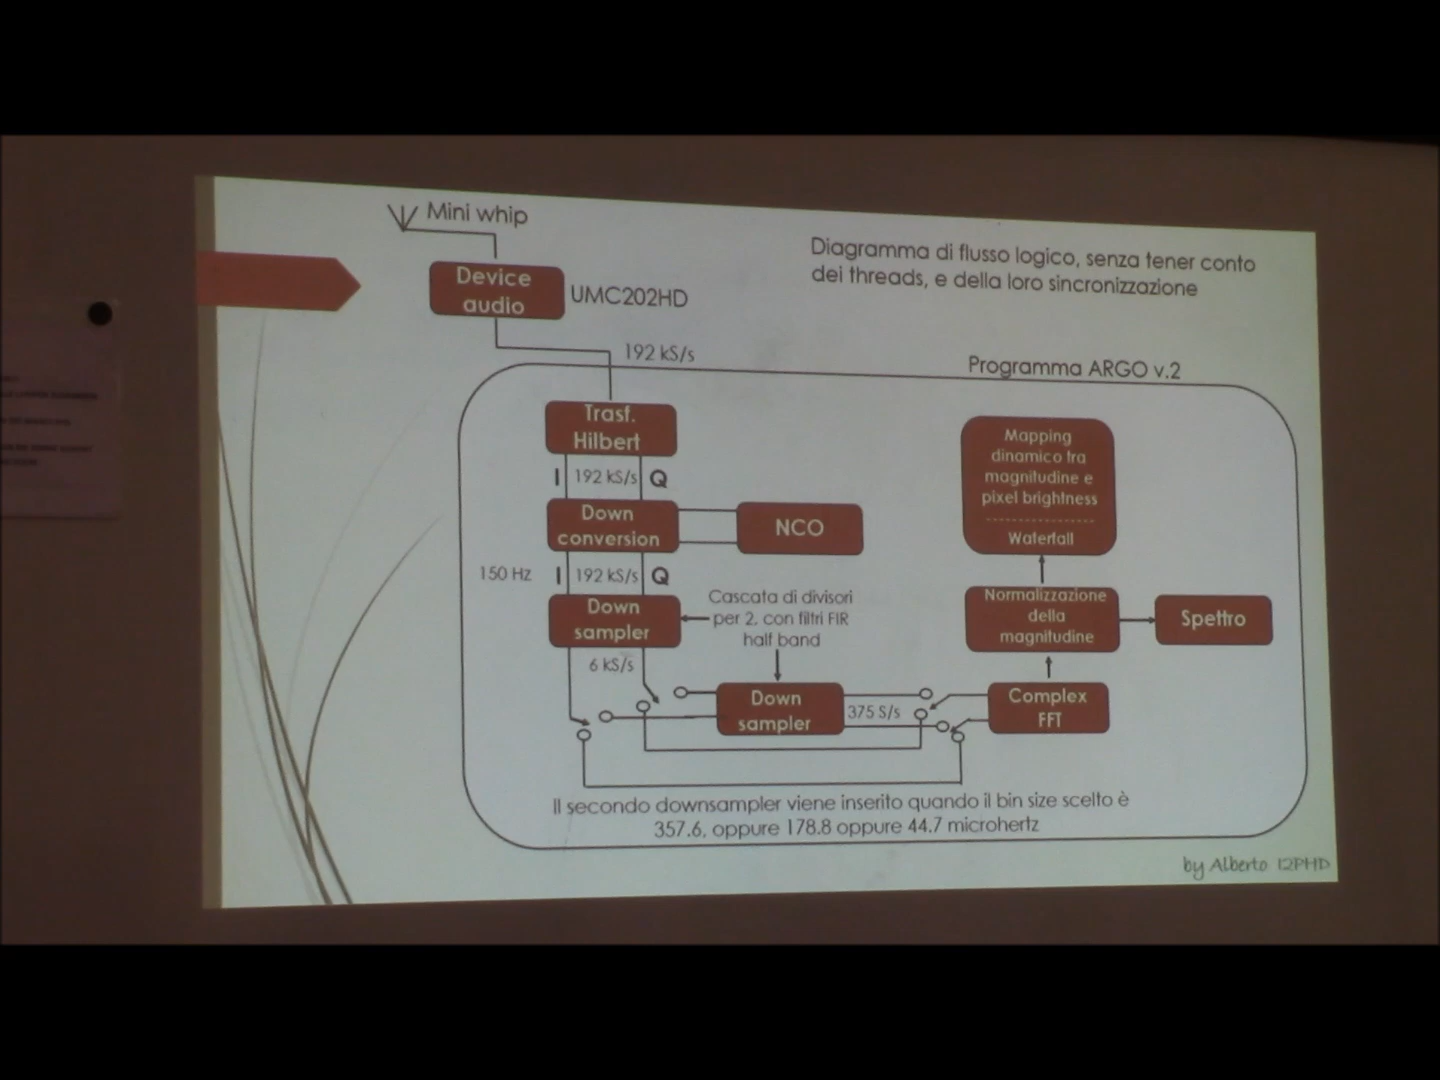 Mini whip
Device
audio
UMC202HD
Diagramma di flusso logico, senza tener conto
dei threads, e della loro sincronizzazione
192 kS/s
Programma ARGO v.2
Trasf.
Hilbert
I 192 kS/s Q
Down
conversion
NCO
150 Hz I 192 kS/s Q
Down
sampler
Cascata di divisori
per 2, con filtri FIR
half band
6 kS/s
Down
sampler
375 S/s
Complex
FFT
Normalizzazione
della
magnitudine
Spettro
Mapping
dinamico fra
magnitudine e
pixel brightness
Waterfall
Il secondo downsampler viene inserito quando il bin size scelto è
357.6, oppure 178.8 oppure 44.7 microhertz
by Alberto I2PHD